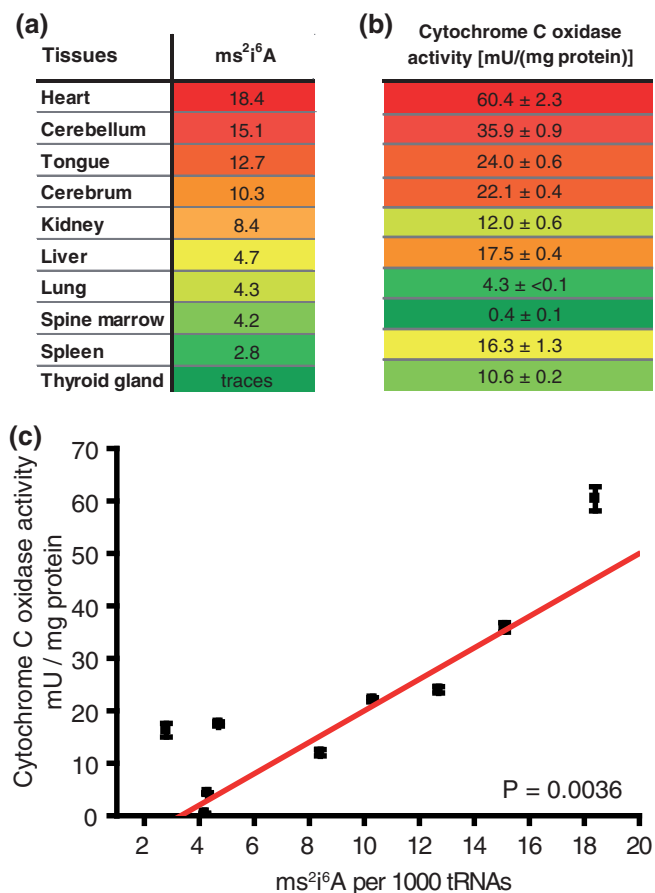 (a)
Tissues ms²i⁶A
Heart 18.4
Cerebellum 15.1
Tongue 12.7
Cerebrum 10.3
Kidney 8.4
Liver 4.7
Lung 4.3
Spine marrow 4.2
Spleen 2.8
Thyroid gland traces
(b)
Cytochrome C oxidase
activity [mU/(mg protein)]
60.4 ± 2.3
35.9 ± 0.9
24.0 ± 0.6
22.1 ± 0.4
12.0 ± 0.6
17.5 ± 0.4
4.3 ± <0.1
0.4 ± 0.1
16.3 ± 1.3
10.6 ± 0.2
(c)
Cytochrome C oxidase activity
mU / mg protein
70
60
50
40
30
20
10
0
P = 0.0036
2 4 6 8 10 12 14 16 18 20
ms²i⁶A per 1000 tRNAs